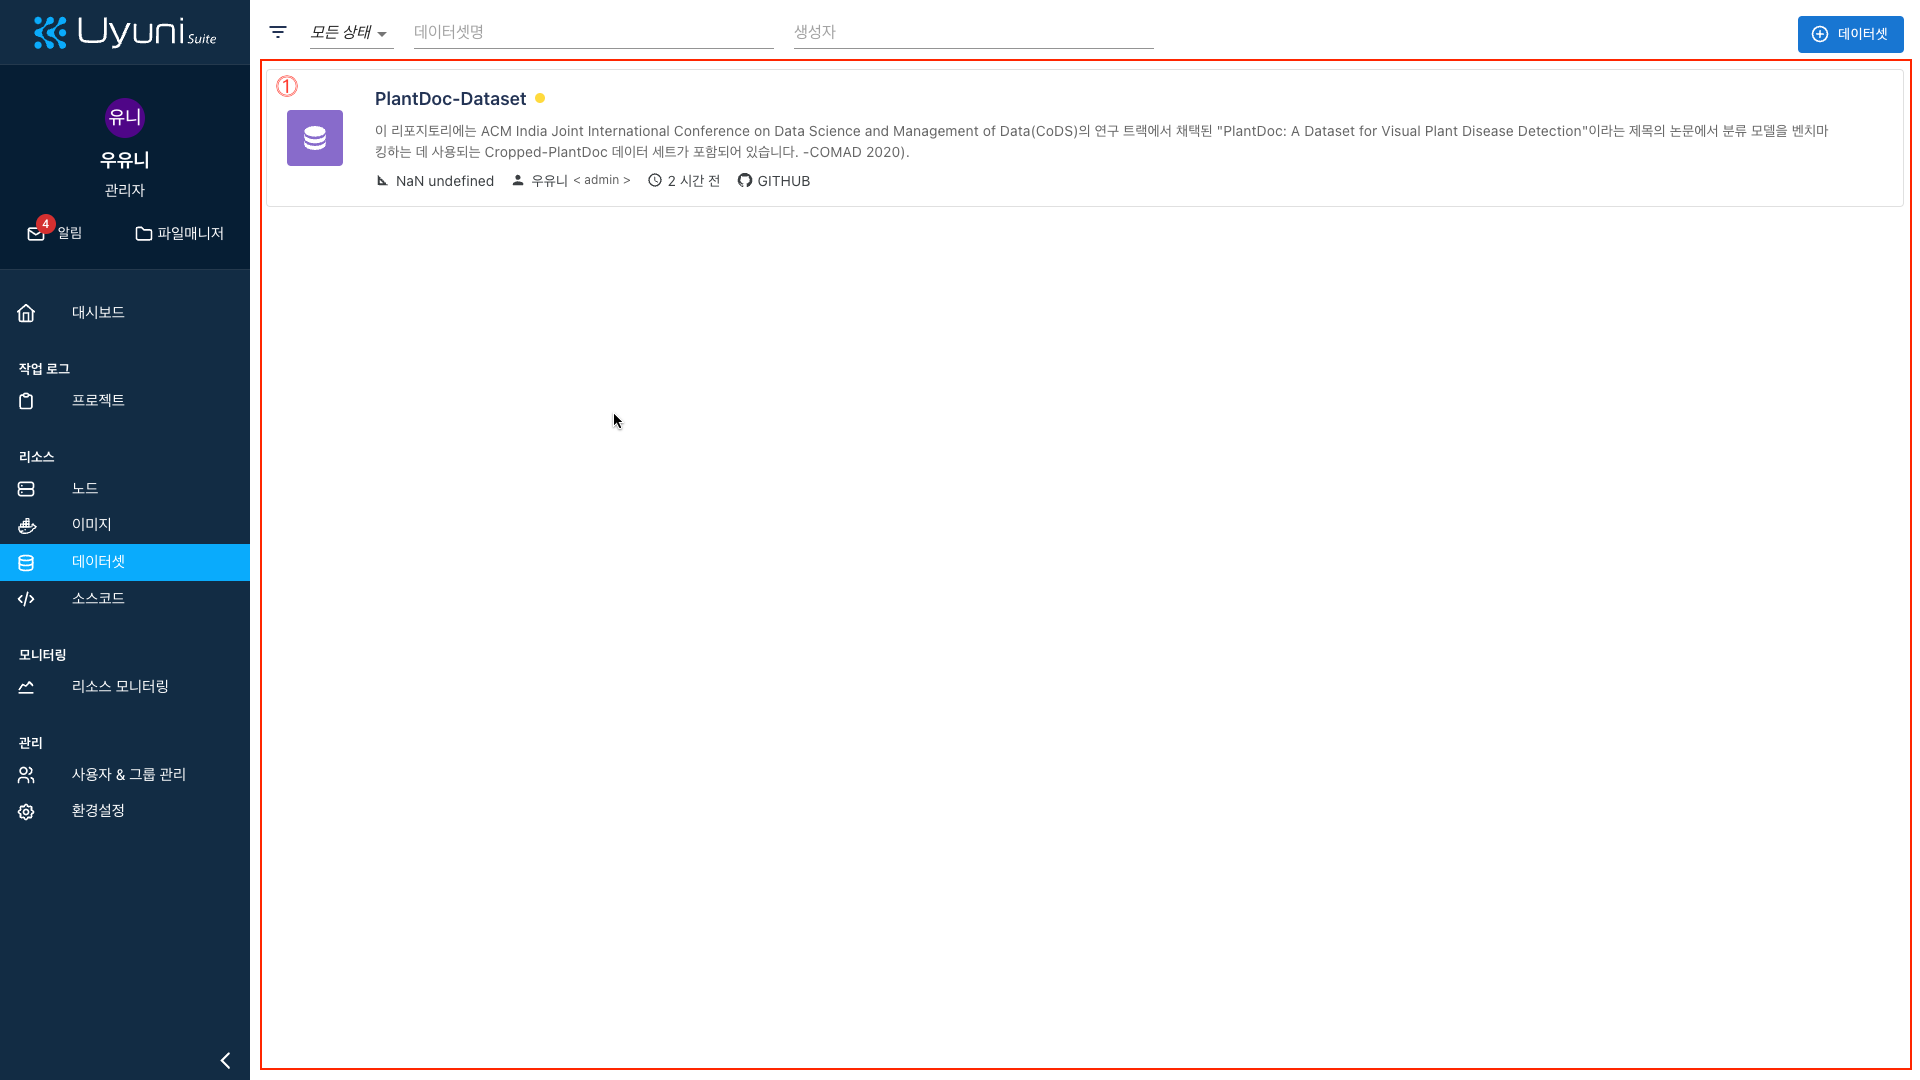 Uyuni Suite
유니
우유니
관리자
4 알림 파일매니저
대시보드
작업 로그
프로젝트
리소스
노드
이미지
데이터셋
소스코드
모니터링
리소스 모니터링
관리
사용자 & 그룹 관리
환경설정
모든 상태 데이터셋명 생성자 데이터셋
①
PlantDoc-Dataset
이 리포지토리에는 ACM India Joint International Conference on Data Science and Management of Data(CoDS)의 연구 트랙에서 채택된 "PlantDoc: A Dataset for Visual Plant Disease Detection"이라는 제목의 논문에서 분류 모델을 벤치마
킹하는 데 사용되는 Cropped-PlantDoc 데이터 세트가 포함되어 있습니다. -COMAD 2020).
NaN undefined 우유니 < admin > 2 시간 전 GITHUB